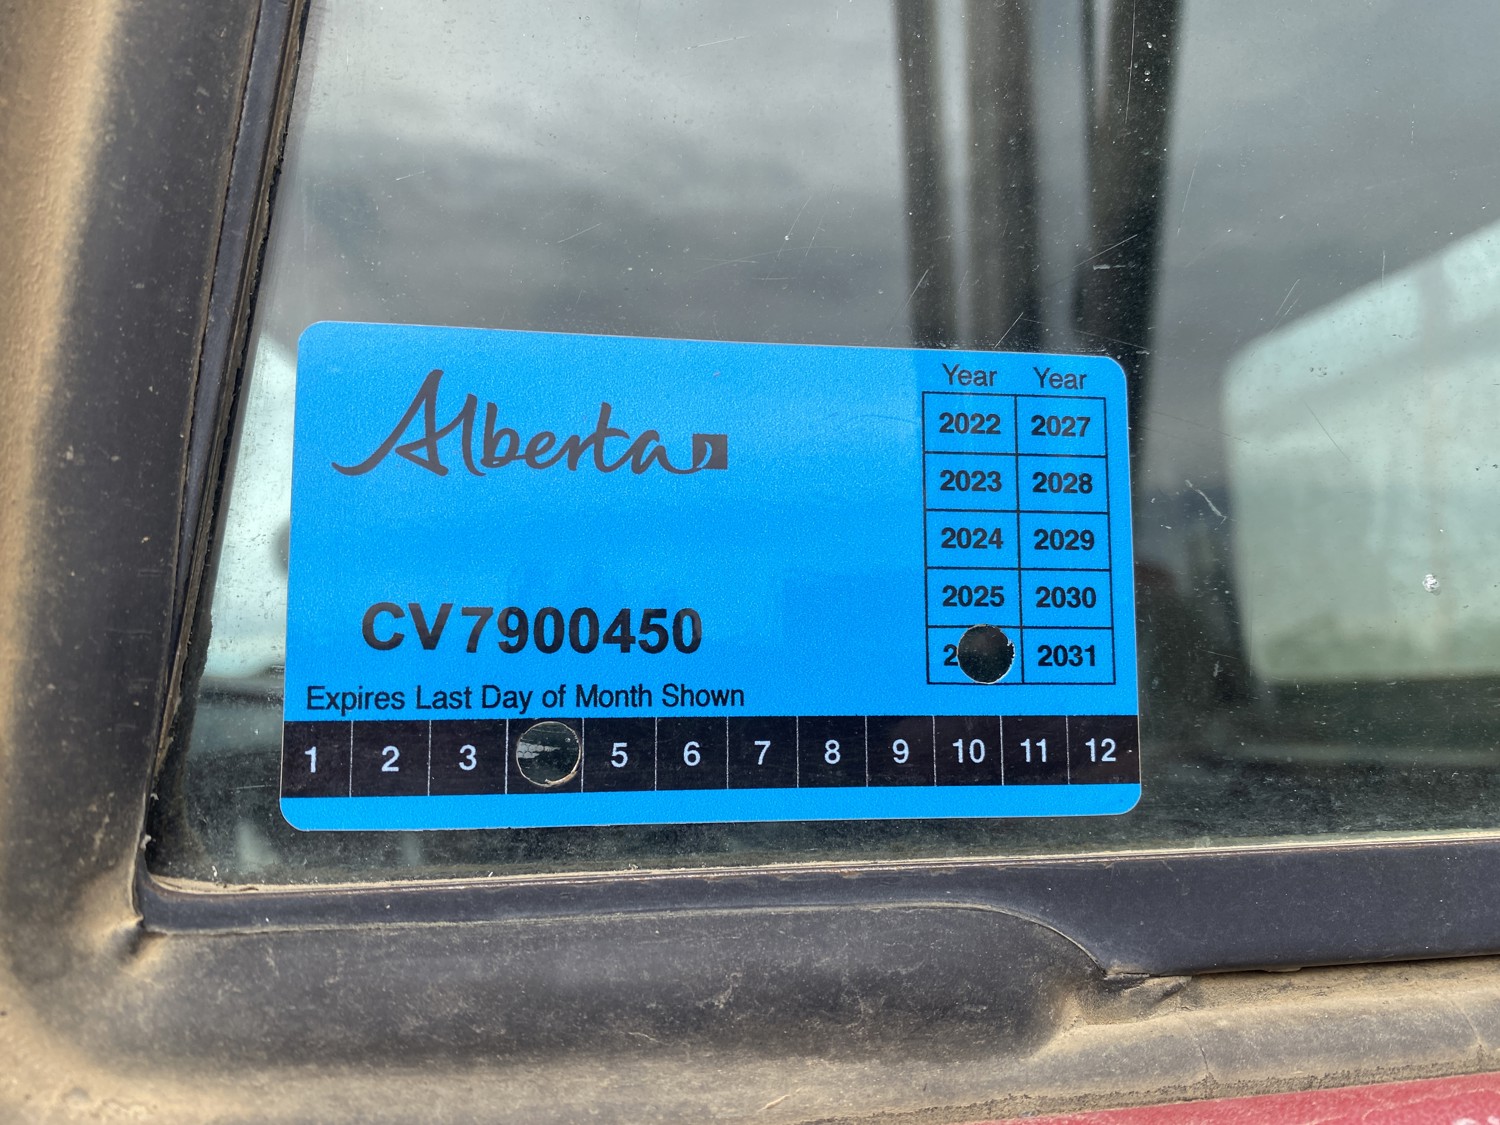 Alberta
Year Year
2022 2027
2023 2028
2024 2029
2025 2030
2 2031
CV7900450
Expires Last Day of Month Shown
1 2 3 5 6 7 8 9 10 11 12